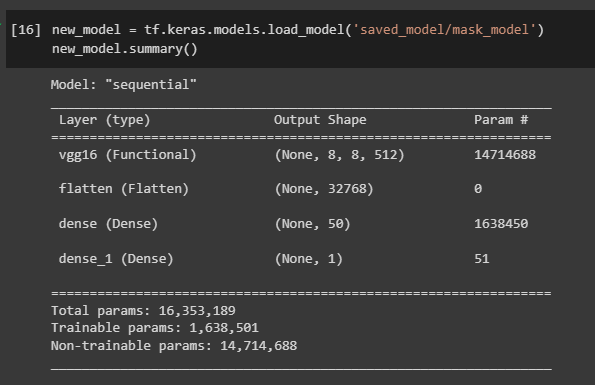 [16] new_model = tf.keras.models.load_model('saved_model/mask_model')
new_model.summary()
Model: "sequential"
_________________________________________________________________
Layer (type) Output Shape Param #
=================================================================
vgg16 (Functional) (None, 8, 8, 512) 14714688
flatten (Flatten) (None, 32768) 0
dense (Dense) (None, 50) 1638450
dense_1 (Dense) (None, 1) 51
=================================================================
Total params: 16,353,189
Trainable params: 1,638,501
Non-trainable params: 14,714,688
_________________________________________________________________